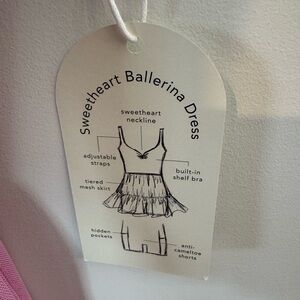 Sweetheart Ballerina Dress
sweetheart
neckline
adjustable
straps
built-in
shelf bra
tiered
mesh skirt
hidden
pockets
anti-
cameltoe
shorts